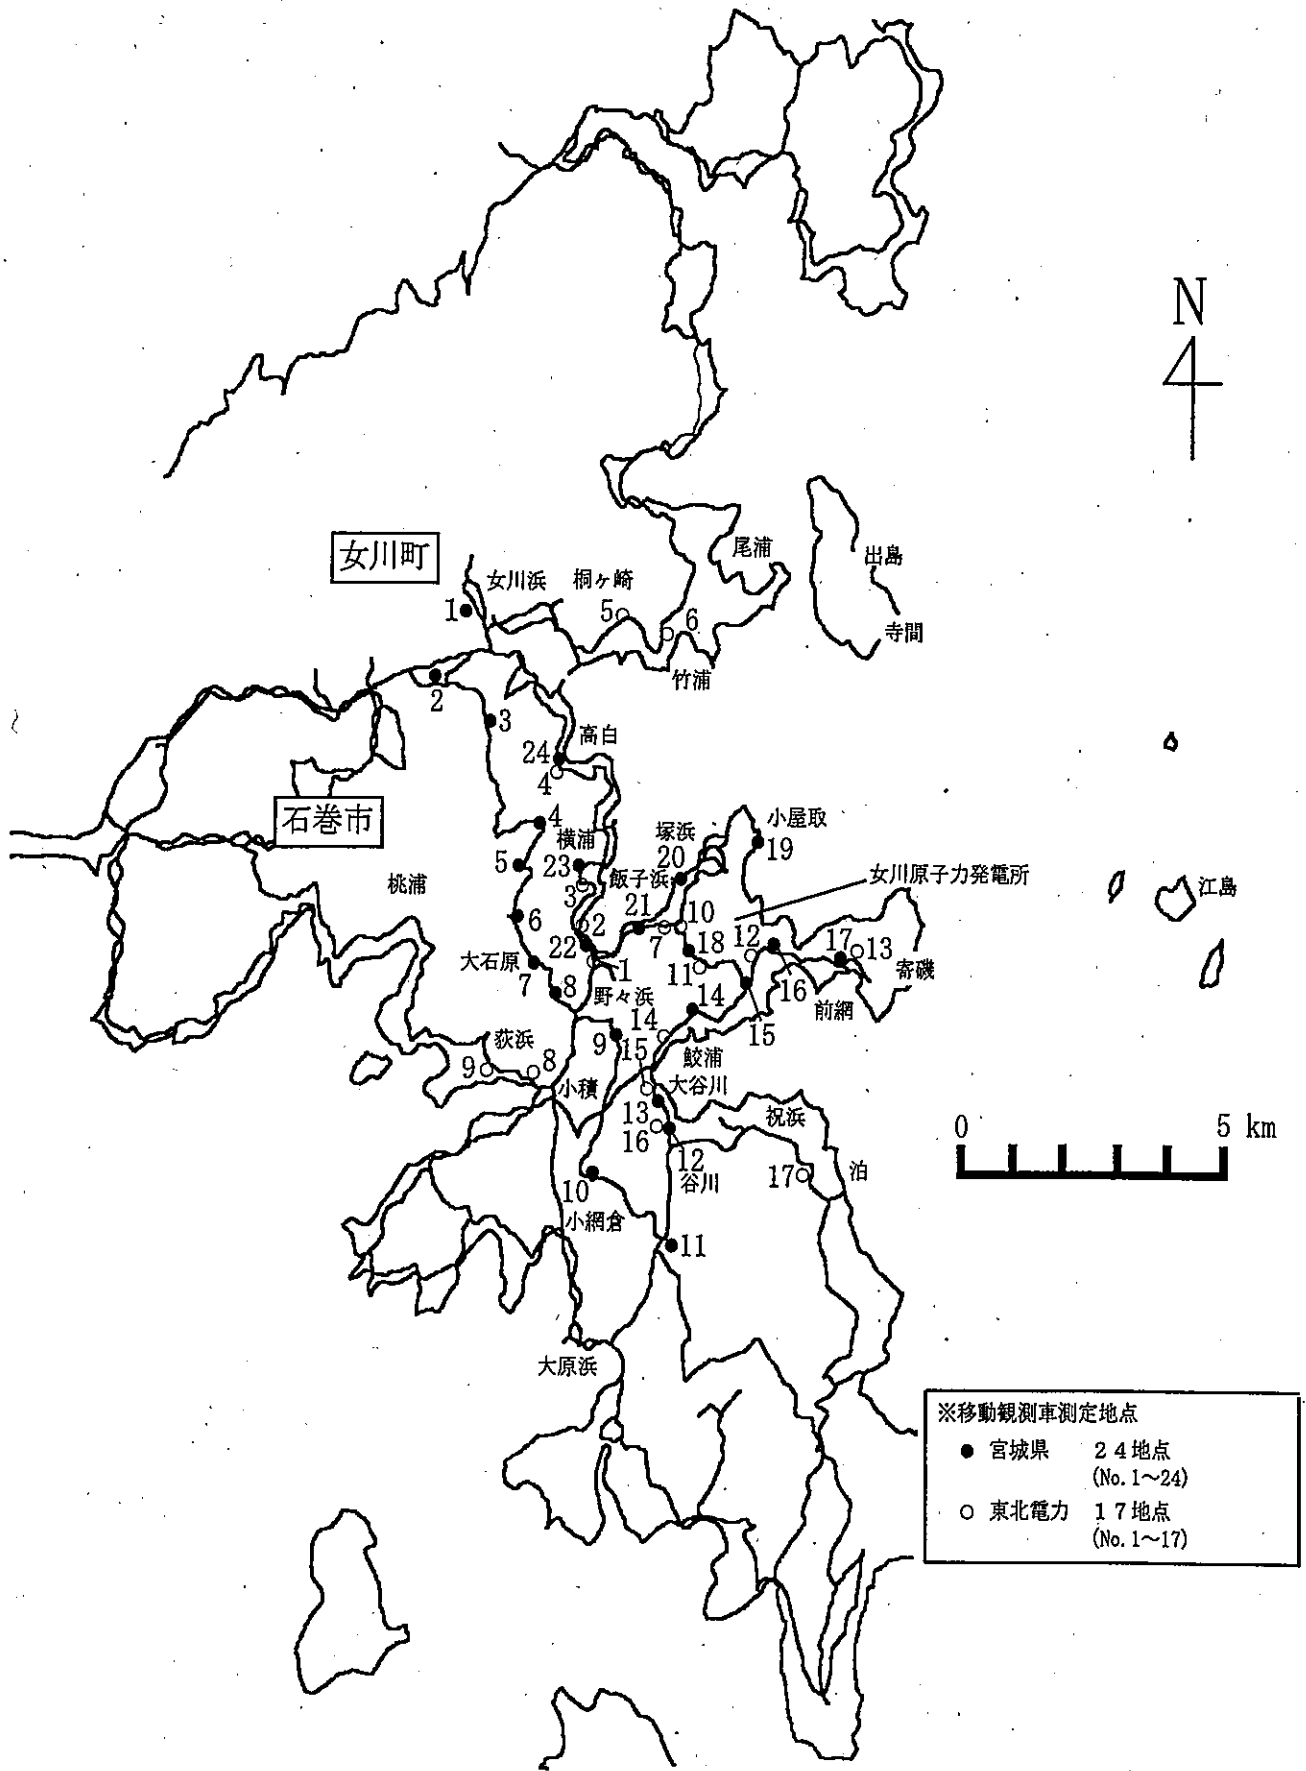 N
女川町
尾浦
出島
女川浜
桐ヶ崎
1
5
6
寺間
竹浦
2
3
高白
24
4
石巻市
4
横浦
塚浜
小屋取
19
5
23
20
桃浦
3
飯子浜
女川原子力発電所
江島
6
2
21
10
22
7
18
12
17
13
大石原
1
11
16
寄磯
7
8
野々浜
14
前網
15
荻浜
9
14
15
鮫浦
9
8
小積
大谷川
13
祝浜
16
12
谷川
17
泊
10
小網倉
11
0
5 km
大原浜
※移動観測車測定地点
● 宮城県 24地点
(No.1～24)
○ 東北電力 17地点
(No.1～17)